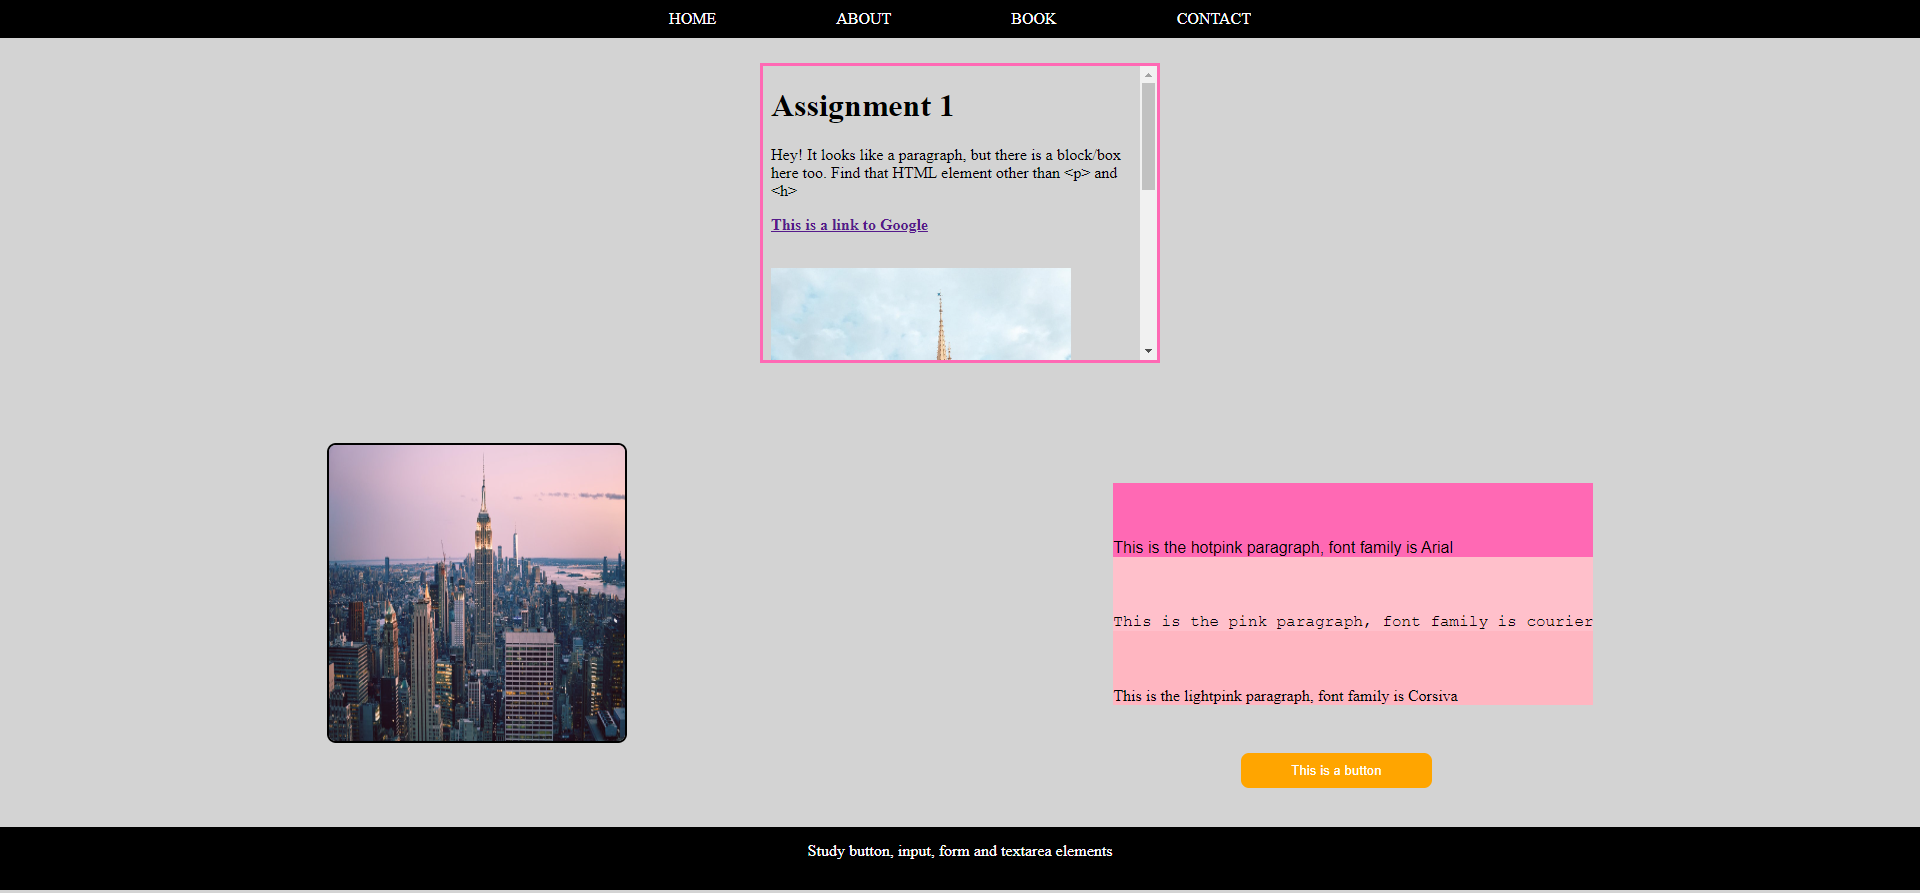 HOME ABOUT BOOK CONTACT
Assignment 1
Hey! It looks like a paragraph, but there is a block/box
here too. Find that HTML element other than <p> and
<h>
This is a link to Google
This is the hotpink paragraph, font family is Arial
This is the pink paragraph, font family is courier
This is the lightpink paragraph, font family is Corsiva
This is a button
Study button, input, form and textarea elements